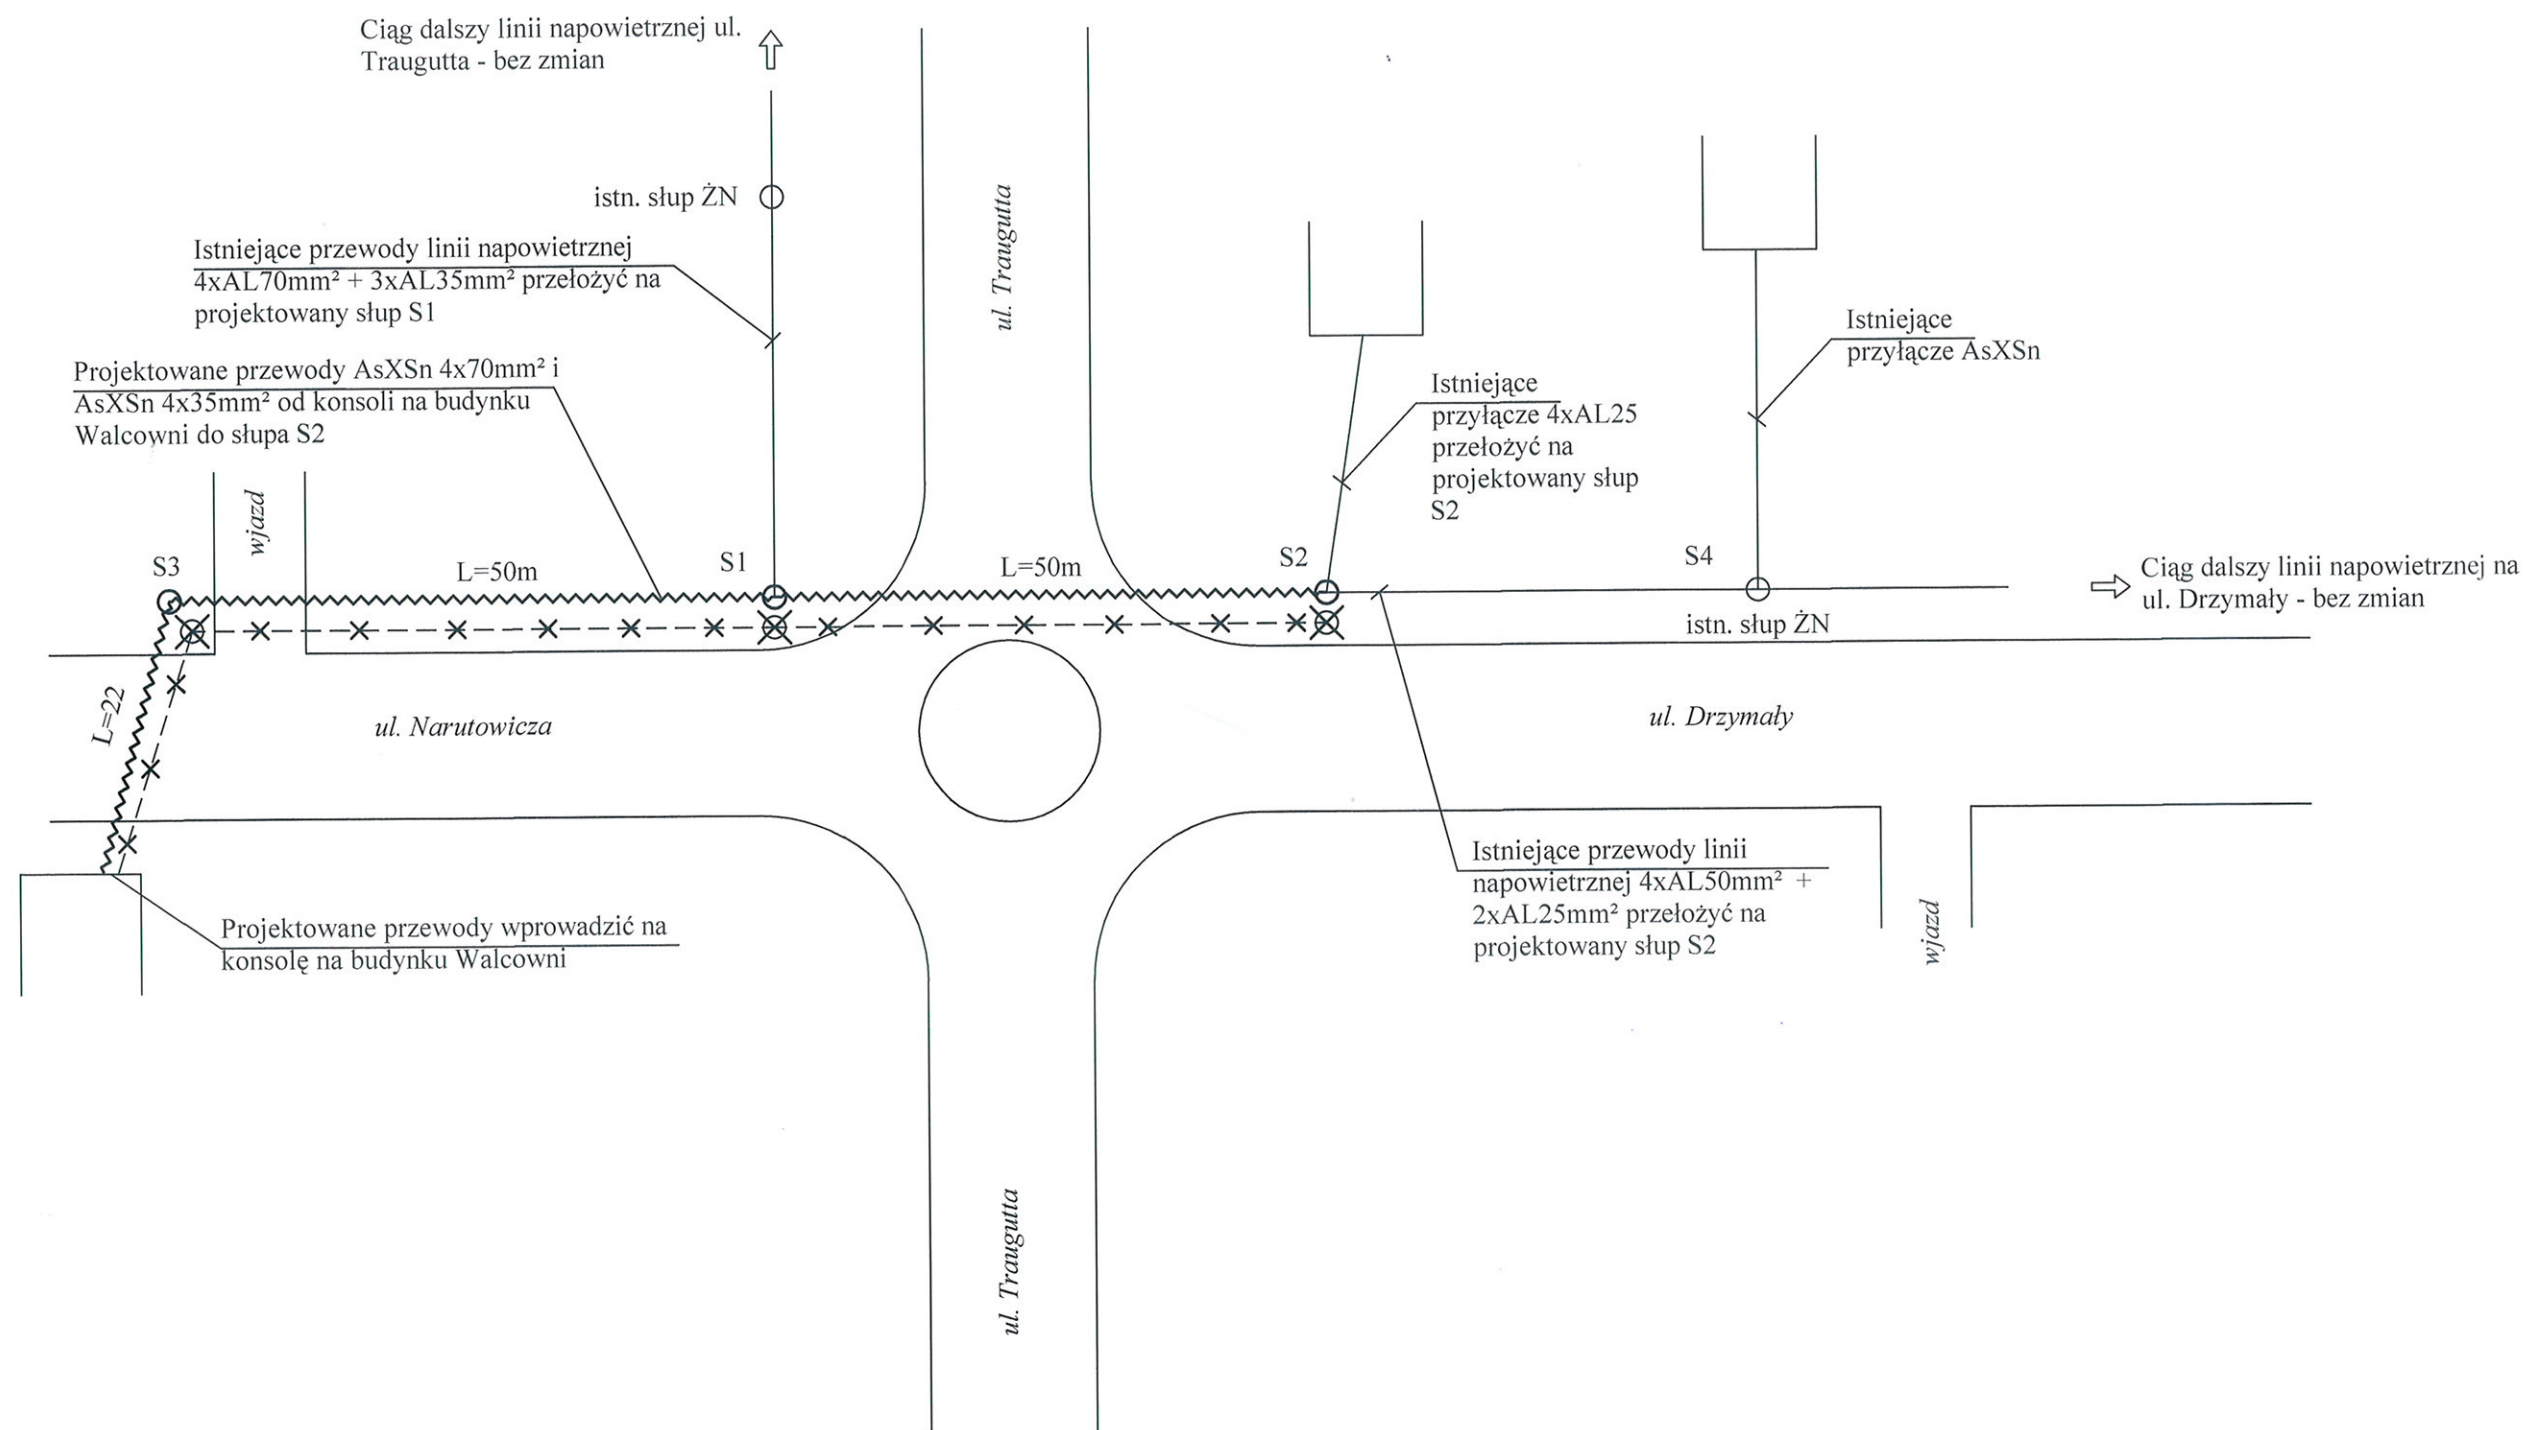 Ciąg dalszy linii napowietrznej ul.
Traugutta - bez zmian
istn. słup ŻN
Istniejące przewody linii napowietrznej
4xAL70mm² + 3xAL35mm² przełożyć na
projektowany słup S1
Projektowane przewody AsXSn 4x70mm² i
AsXSn 4x35mm² od konsoli na budynku
Walcowni do słupa S2
ul. Traugutta
Istniejące
przyłącze AsXSn
Istniejące
przyłącze 4xAL25
przełożyć na
projektowany słup
S2
wjazd
S3
L=50m
S1
L=50m
S2
S4
istn. słup ŻN
Ciąg dalszy linii napowietrznej na
ul. Drzymały - bez zmian
L=22
ul. Narutowicza
ul. Drzymały
Projektowane przewody wprowadzić na
konsolę na budynku Walcowni
Istniejące przewody linii
napowietrznej 4xAL50mm² +
2xAL25mm² przełożyć na
projektowany słup S2
wjazd
ul. Traugutta